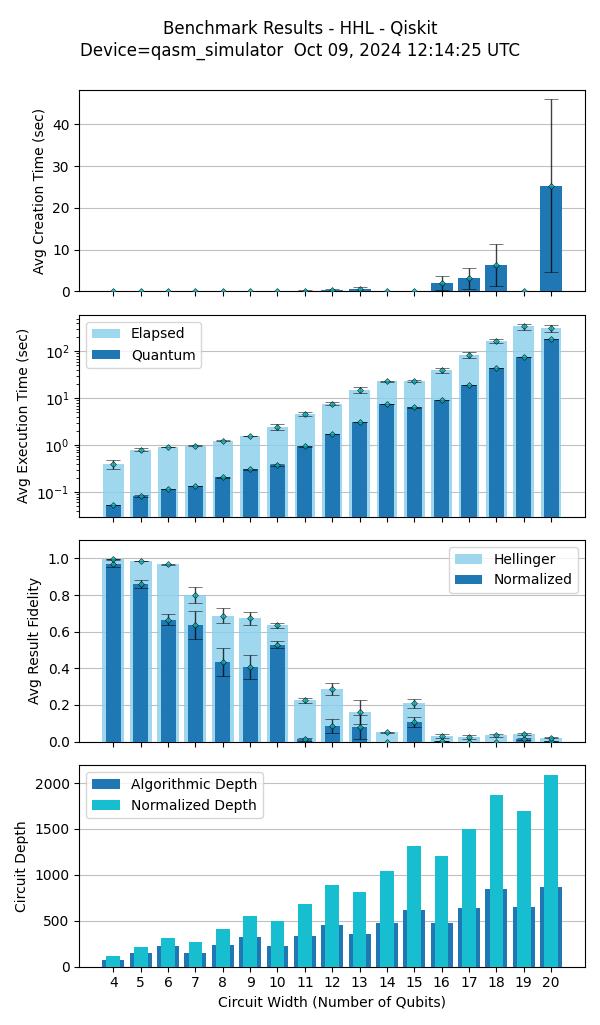 Benchmark Results - HHL - Qiskit
Device=qasm_simulator  Oct 09, 2024 12:14:25 UTC
Avg Creation Time (sec)
40
30
20
10
0
Avg Execution Time (sec)
Elapsed
Quantum
10²
10¹
10⁰
10⁻¹
Avg Result Fidelity
Hellinger
Normalized
1.0
0.8
0.6
0.4
0.2
0.0
Circuit Depth
Algorithmic Depth
Normalized Depth
2000
1500
1000
500
0
4 5 6 7 8 9 10 11 12 13 14 15 16 17 18 19 20
Circuit Width (Number of Qubits)